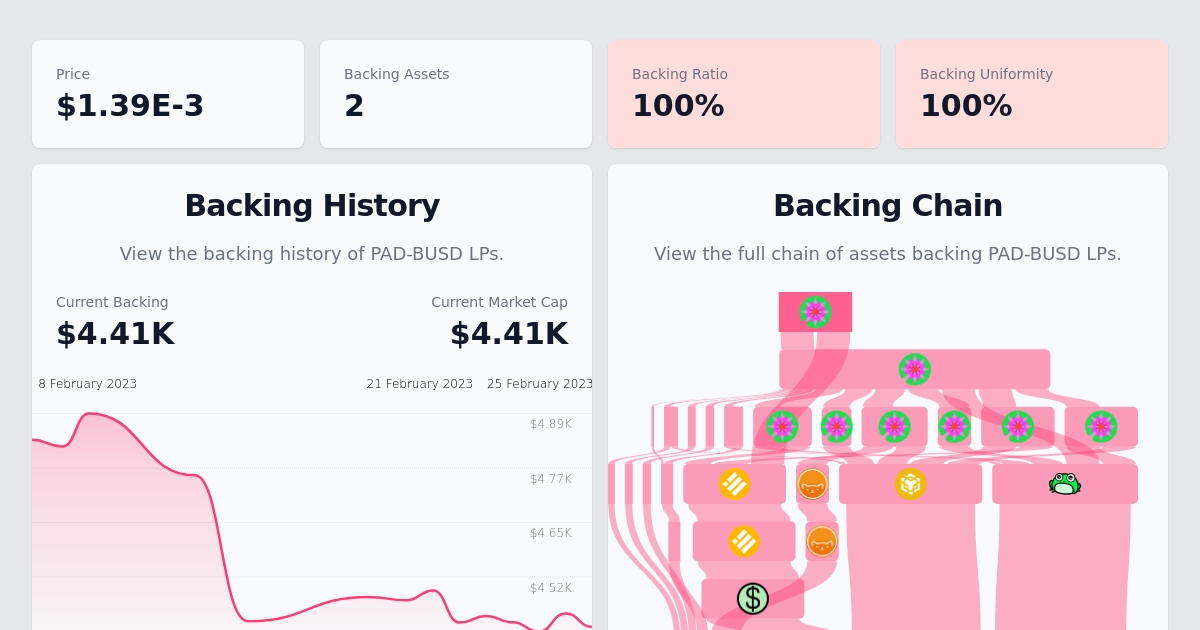 Price
$1.39E-3
Backing Assets
2
Backing Ratio
100%
Backing Uniformity
100%
Backing History
View the backing history of PAD-BUSD LPs.
Current Backing
$4.41K
Current Market Cap
$4.41K
8 February 2023
21 February 2023
25 February 2023
$4.89K
$4.77K
$4.65K
$4.52K
Backing Chain
View the full chain of assets backing PAD-BUSD LPs.
$